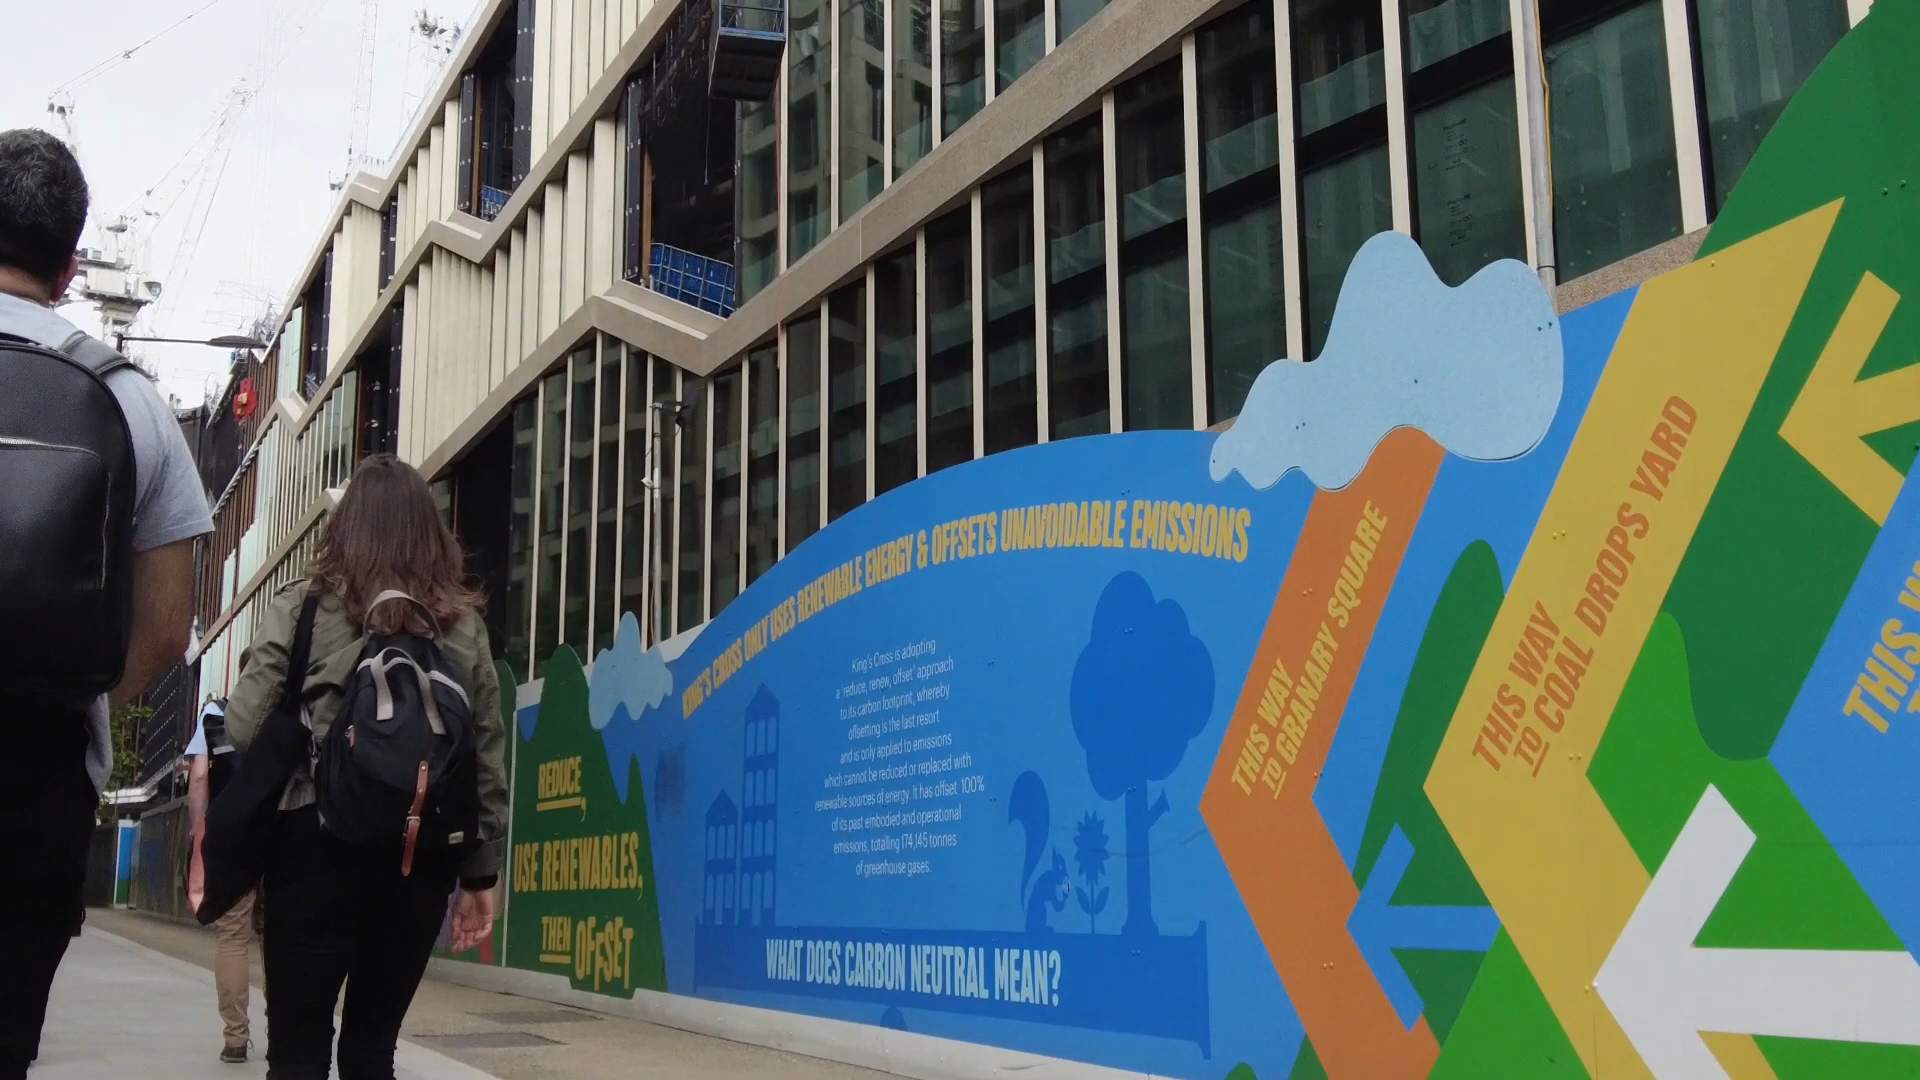 REDUCE,
USE RENEWABLES,
THEN OFFSET
KING'S CROSS ONLY USES RENEWABLE ENERGY & OFFSETS UNAVOIDABLE EMISSIONS
King's Cross is adopting
a 'reduce, renew, offset' approach
to its carbon footprint, whereby
offsetting is the last resort
and is only applied to emissions
which cannot be reduced or replaced with
renewable sources of energy. It has offset 100%
of its past embodied and operational
emissions, totalling 174,145 tonnes
of greenhouse gases.
WHAT DOES CARBON NEUTRAL MEAN?
THIS WAY
TO GRANARY SQUARE
THIS WAY
TO COAL DROPS YARD
THIS